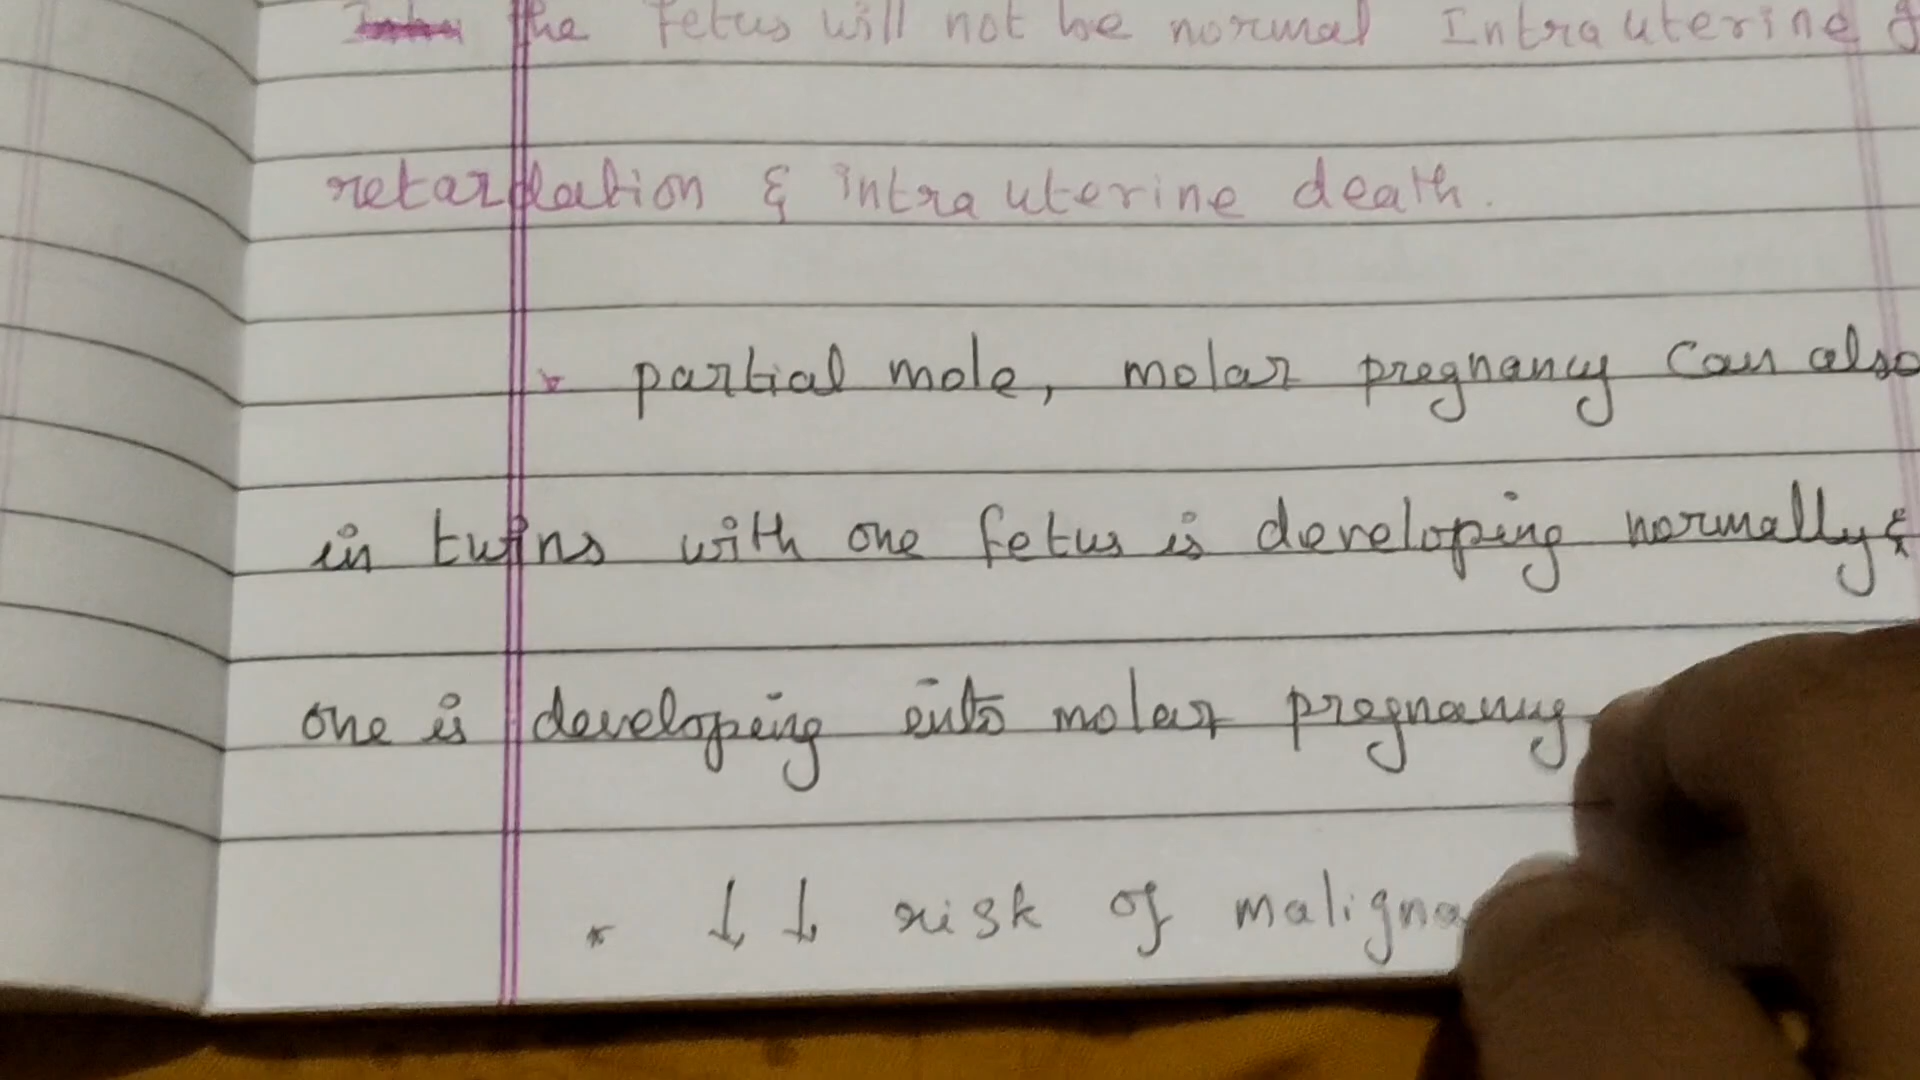 the fetus will not be normal Intrauterine
retardation & intrauterine death.
* partial mole, molar pregnancy can also
in twins with one fetus is developing normally &
one is developing into molar pregnancy
* ↓↓ risk of maligna